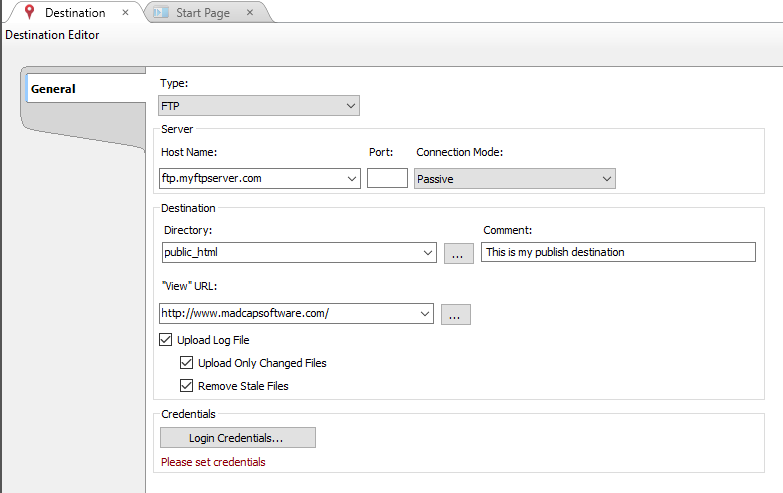 Destination × Start Page ×
Destination Editor
General
Type:
FTP
Server
Host Name: Port: Connection Mode:
ftp.myftpserver.com Passive
Destination
Directory: Comment:
public_html ... This is my publish destination
"View" URL:
http://www.madcapsoftware.com/ ...
Upload Log File
Upload Only Changed Files
Remove Stale Files
Credentials
Login Credentials...
Please set credentials